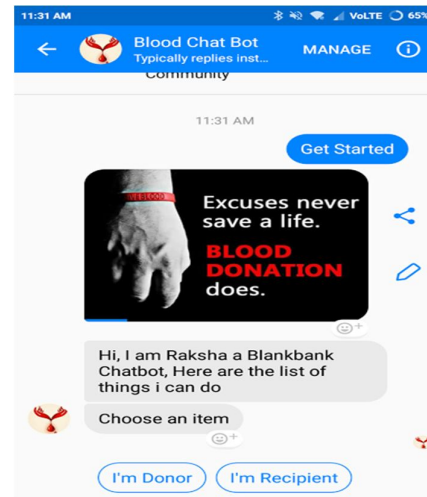 11:31 AM
VoLTE
65%
Blood Chat Bot
Typically replies inst...
MANAGE
Community
11:31 AM
Get Started
Excuses never
save a life.
BLOOD
DONATION
does.
Hi, I am Raksha a Blankbank
Chatbot, Here are the list of
things i can do
Choose an item
I'm Donor
I'm Recipient